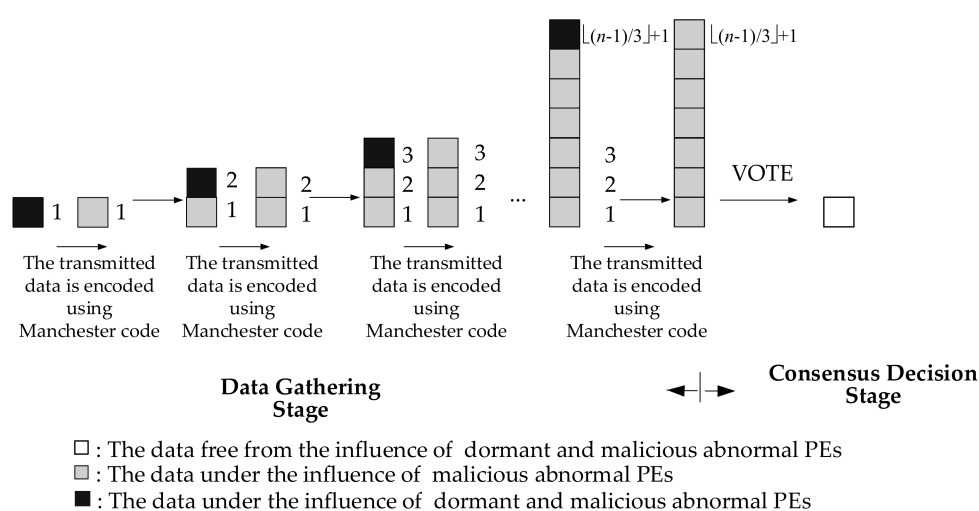 ⌊(n-1)/3⌋+1 ⌊(n-1)/3⌋+1
3 3 3
2 2 2 2 2 VOTE
1 1 1 1 1 1 ... 1
The transmitted data is encoded using Manchester code
The transmitted data is encoded using Manchester code
The transmitted data is encoded using Manchester code
The transmitted data is encoded using Manchester code
Data Gathering
Stage
Consensus Decision
Stage
: The data free from the influence of dormant and malicious abnormal PEs
: The data under the influence of malicious abnormal PEs
: The data under the influence of dormant and malicious abnormal PEs